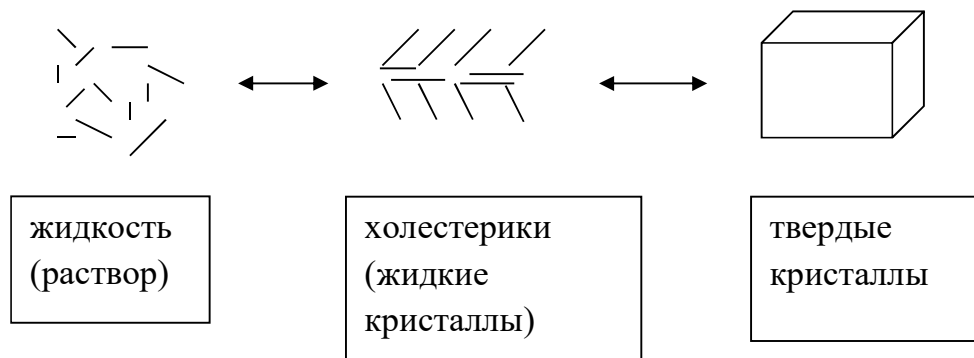 жидкость
(раствор)
холестерики
(жидкие
кристаллы)
твердые
кристаллы